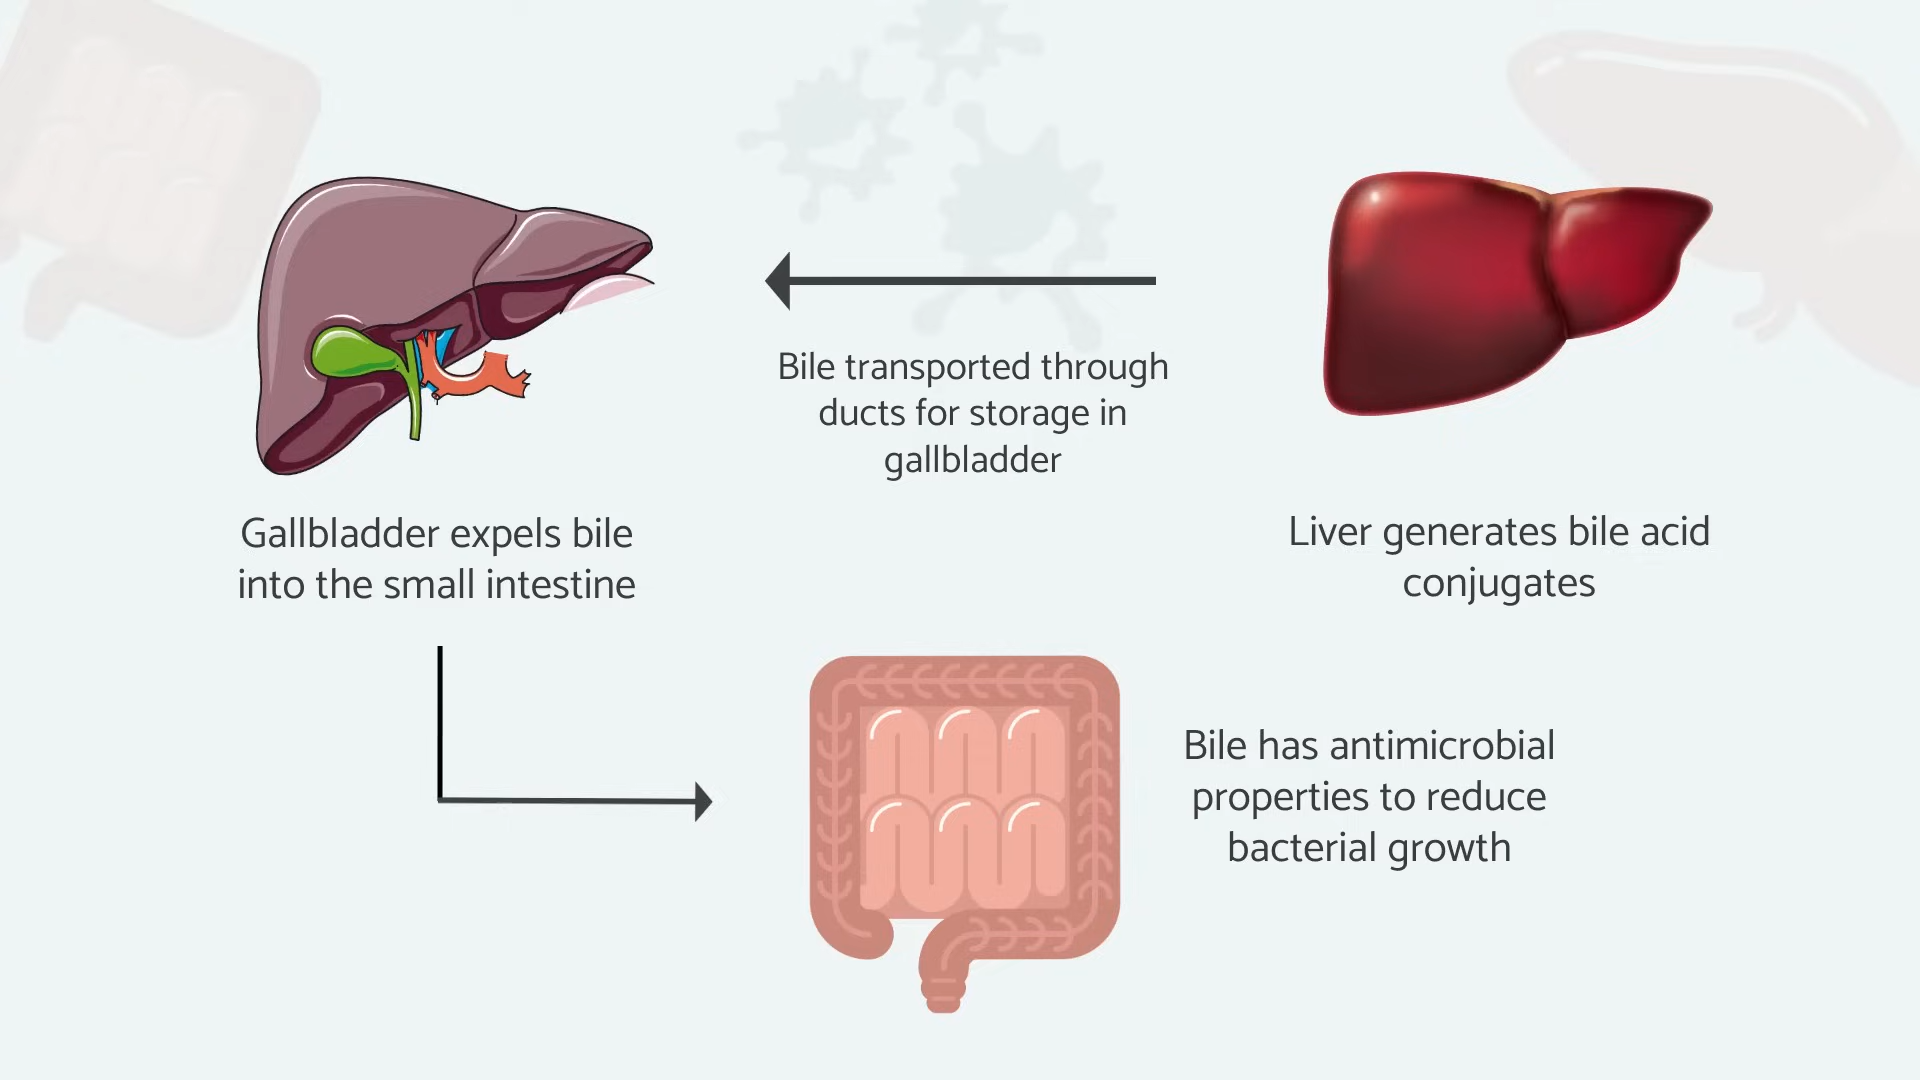 Bile transported through
ducts for storage in
gallbladder
Gallbladder expels bile
into the small intestine
Liver generates bile acid
conjugates
Bile has antimicrobial
properties to reduce
bacterial growth